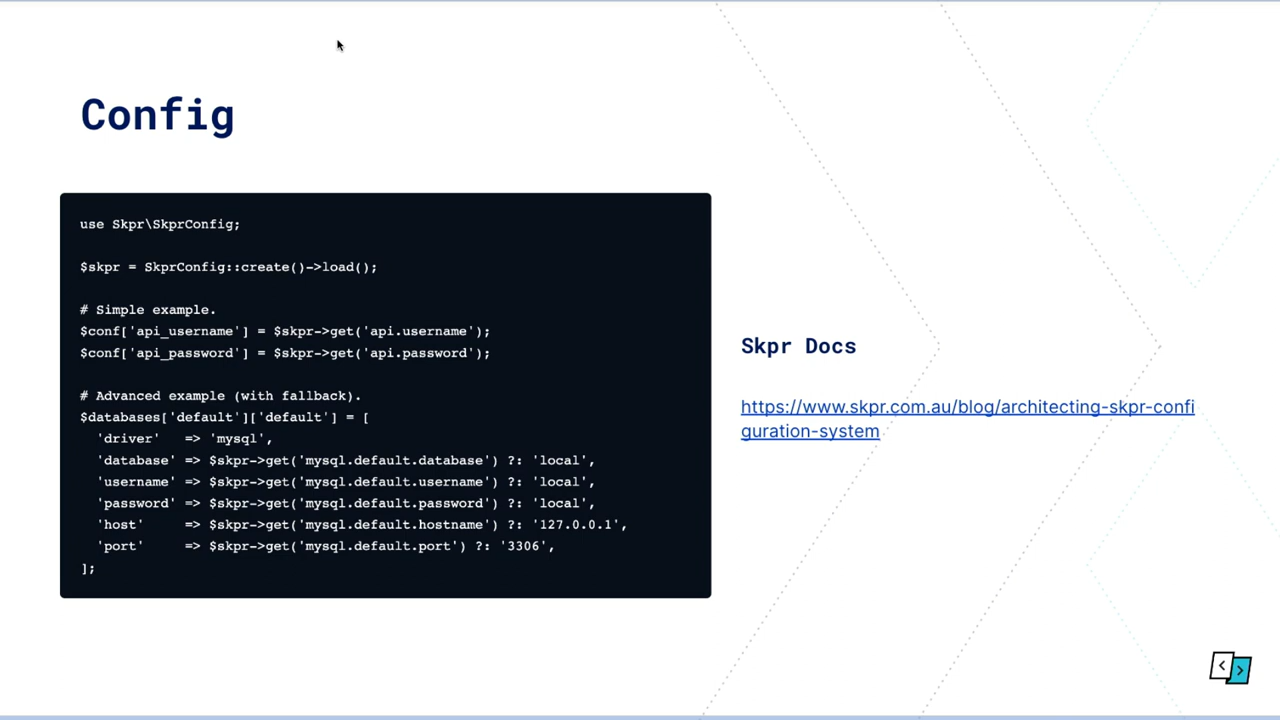 Config
use Skpr\SkprConfig;
$skpr = SkprConfig::create()->load();
# Simple example.
$conf['api_username'] = $skpr->get('api.username');
$conf['api_password'] = $skpr->get('api.password');
# Advanced example (with fallback).
$databases['default']['default'] = [
  'driver'   => 'mysql',
  'database' => $skpr->get('mysql.default.database') ?: 'local',
  'username' => $skpr->get('mysql.default.username') ?: 'local',
  'password' => $skpr->get('mysql.default.password') ?: 'local',
  'host'     => $skpr->get('mysql.default.hostname') ?: '127.0.0.1',
  'port'     => $skpr->get('mysql.default.port') ?: '3306',
];
Skpr Docs
https://www.skpr.com.au/blog/architecting-skpr-confi
guration-system